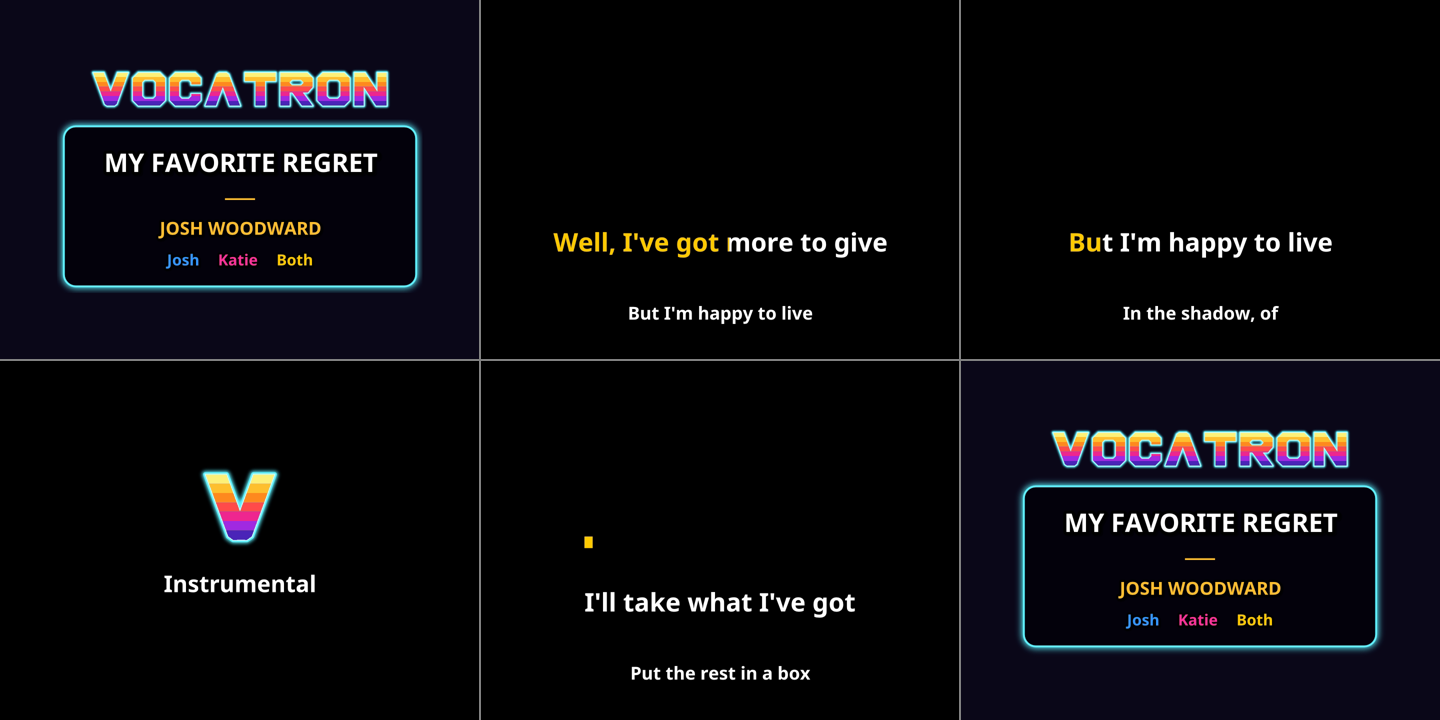 VOCATRON
MY FAVORITE REGRET
JOSH WOODWARD
Josh Katie Both
Well, I've got more to give
But I'm happy to live
But I'm happy to live
In the shadow, of
V
Instrumental
I'll take what I've got
Put the rest in a box
VOCATRON
MY FAVORITE REGRET
JOSH WOODWARD
Josh Katie Both